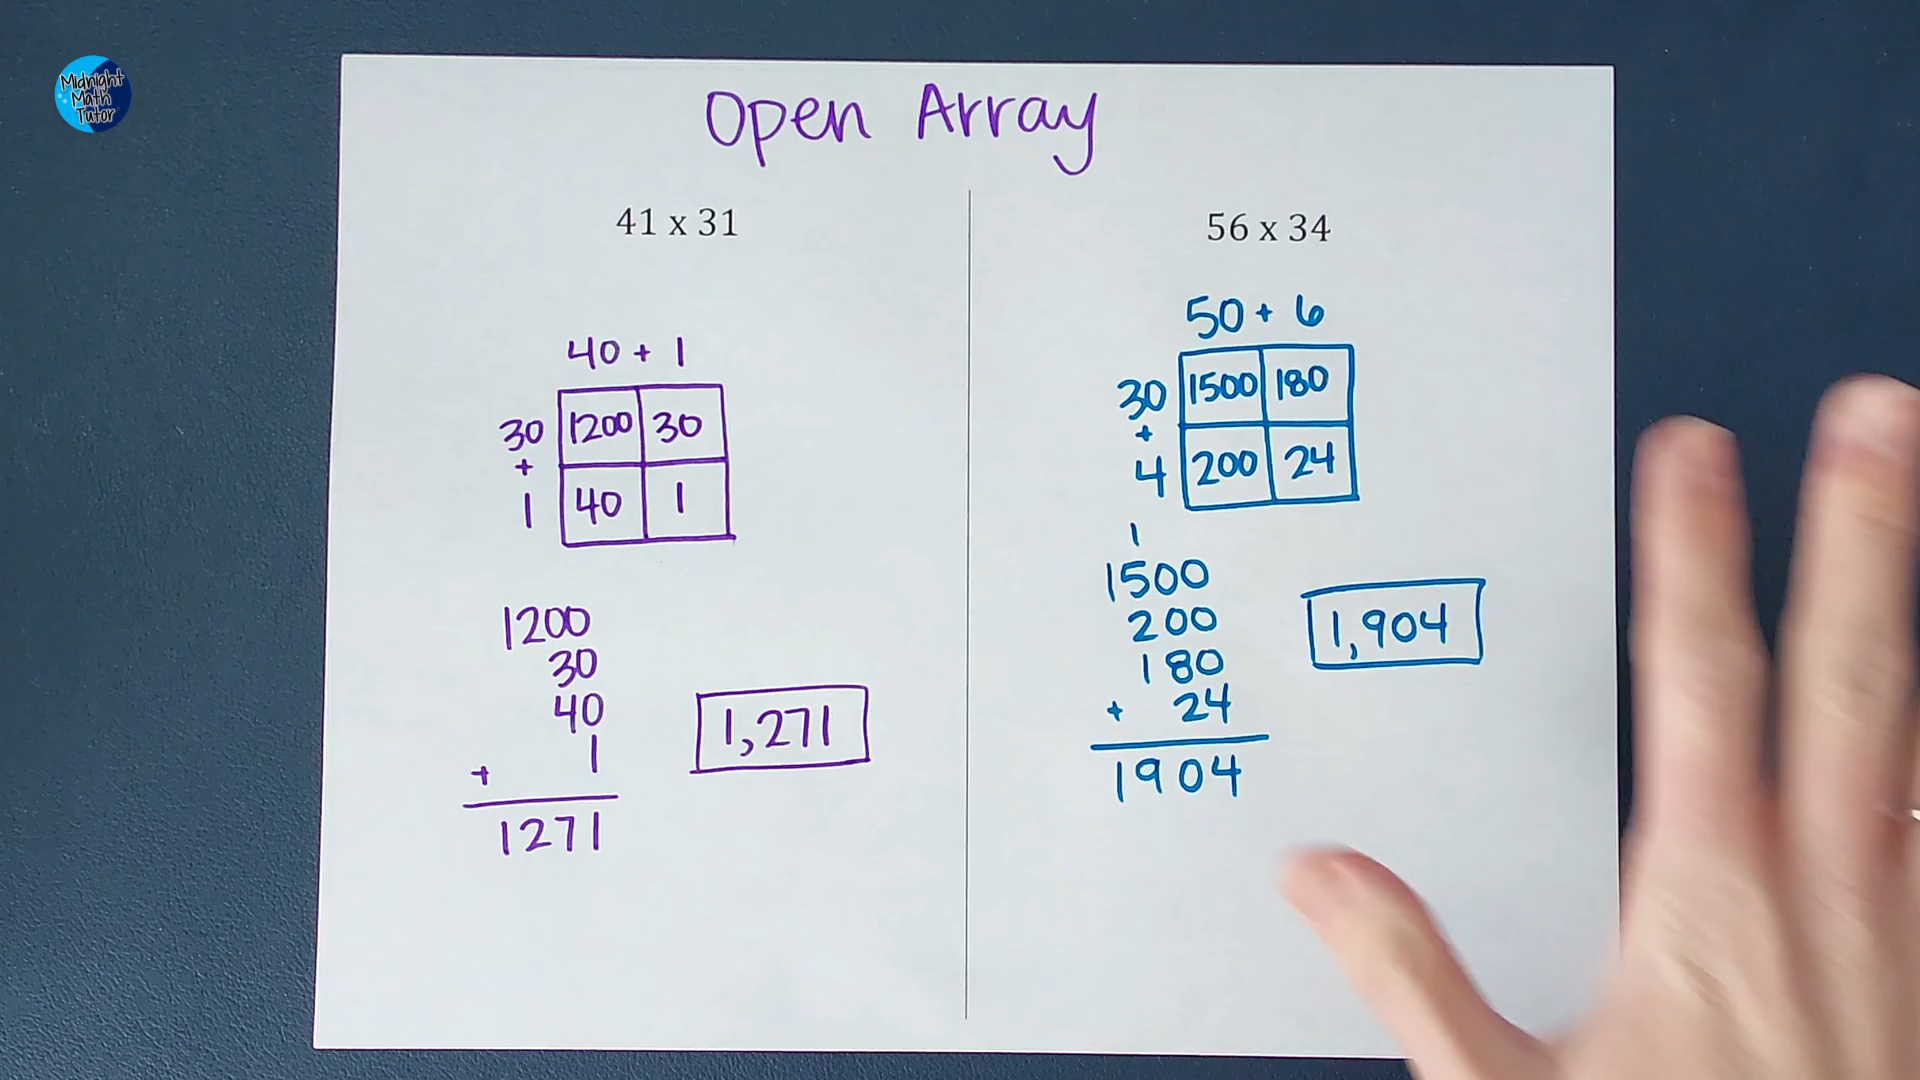 Midnight
Math
Tutor
Open Array
41 x 31
40 + 1
30 1200 30
+
1 40 1
1200
30
40
+ 1
1271
1,271
56 x 34
50 + 6
30 1500 180
+
4 200 24
1
1500
200
180
+ 24
1904
1,904